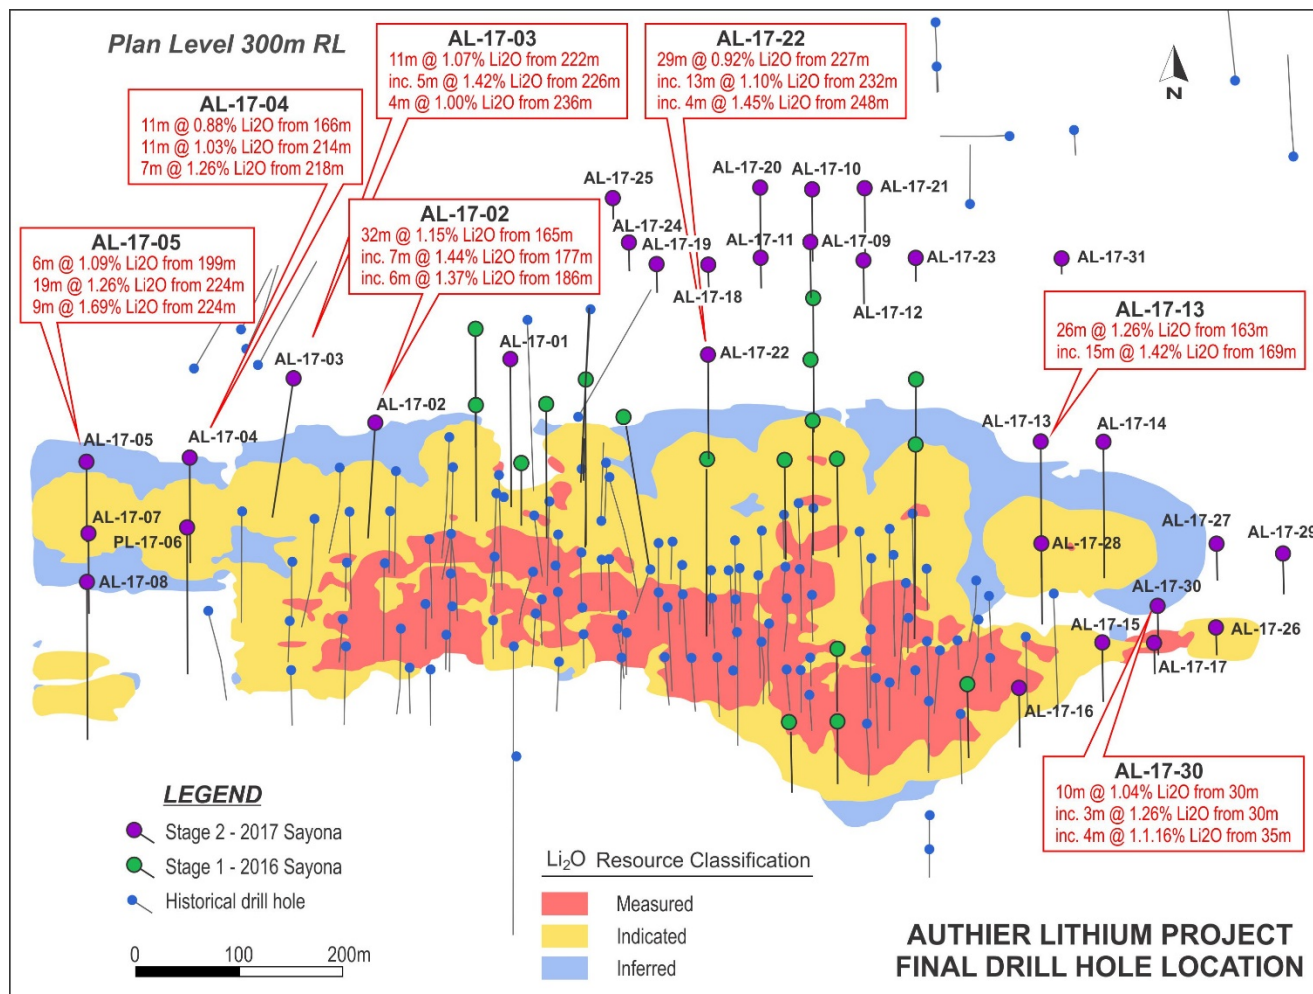 Plan Level 300m RL
AL-17-03
11m @ 1.07% Li2O from 222m
inc. 5m @ 1.42% Li2O from 226m
4m @ 1.00% Li2O from 236m
AL-17-22
29m @ 0.92% Li2O from 227m
inc. 13m @ 1.10% Li2O from 232m
inc. 4m @ 1.45% Li2O from 248m
N
AL-17-04
11m @ 0.88% Li2O from 166m
11m @ 1.03% Li2O from 214m
7m @ 1.26% Li2O from 218m
AL-17-05
6m @ 1.09% Li2O from 199m
19m @ 1.26% Li2O from 224m
9m @ 1.69% Li2O from 224m
AL-17-02
32m @ 1.15% Li2O from 165m
inc. 7m @ 1.44% Li2O from 177m
inc. 6m @ 1.37% Li2O from 186m
AL-17-25
AL-17-20
AL-17-10
AL-17-21
AL-17-24
AL-17-19
AL-17-11
AL-17-09
AL-17-23
AL-17-31
AL-17-18
AL-17-12
AL-17-13
26m @ 1.26% Li2O from 163m
inc. 15m @ 1.42% Li2O from 169m
AL-17-03
AL-17-01
AL-17-22
AL-17-02
AL-17-05
AL-17-04
AL-17-13
AL-17-14
AL-17-07
PL-17-06
AL-17-08
AL-17-28
AL-17-27
AL-17-29
AL-17-30
AL-17-15
AL-17-26
AL-17-17
AL-17-16
AL-17-30
10m @ 1.04% Li2O from 30m
inc. 3m @ 1.26% Li2O from 30m
inc. 4m @ 1.1.16% Li2O from 35m
LEGEND
Stage 2 - 2017 Sayona
Stage 1 - 2016 Sayona
Historical drill hole
0 100 200m
Li₂O Resource Classification
Measured
Indicated
Inferred
AUTHIER LITHIUM PROJECT
FINAL DRILL HOLE LOCATION